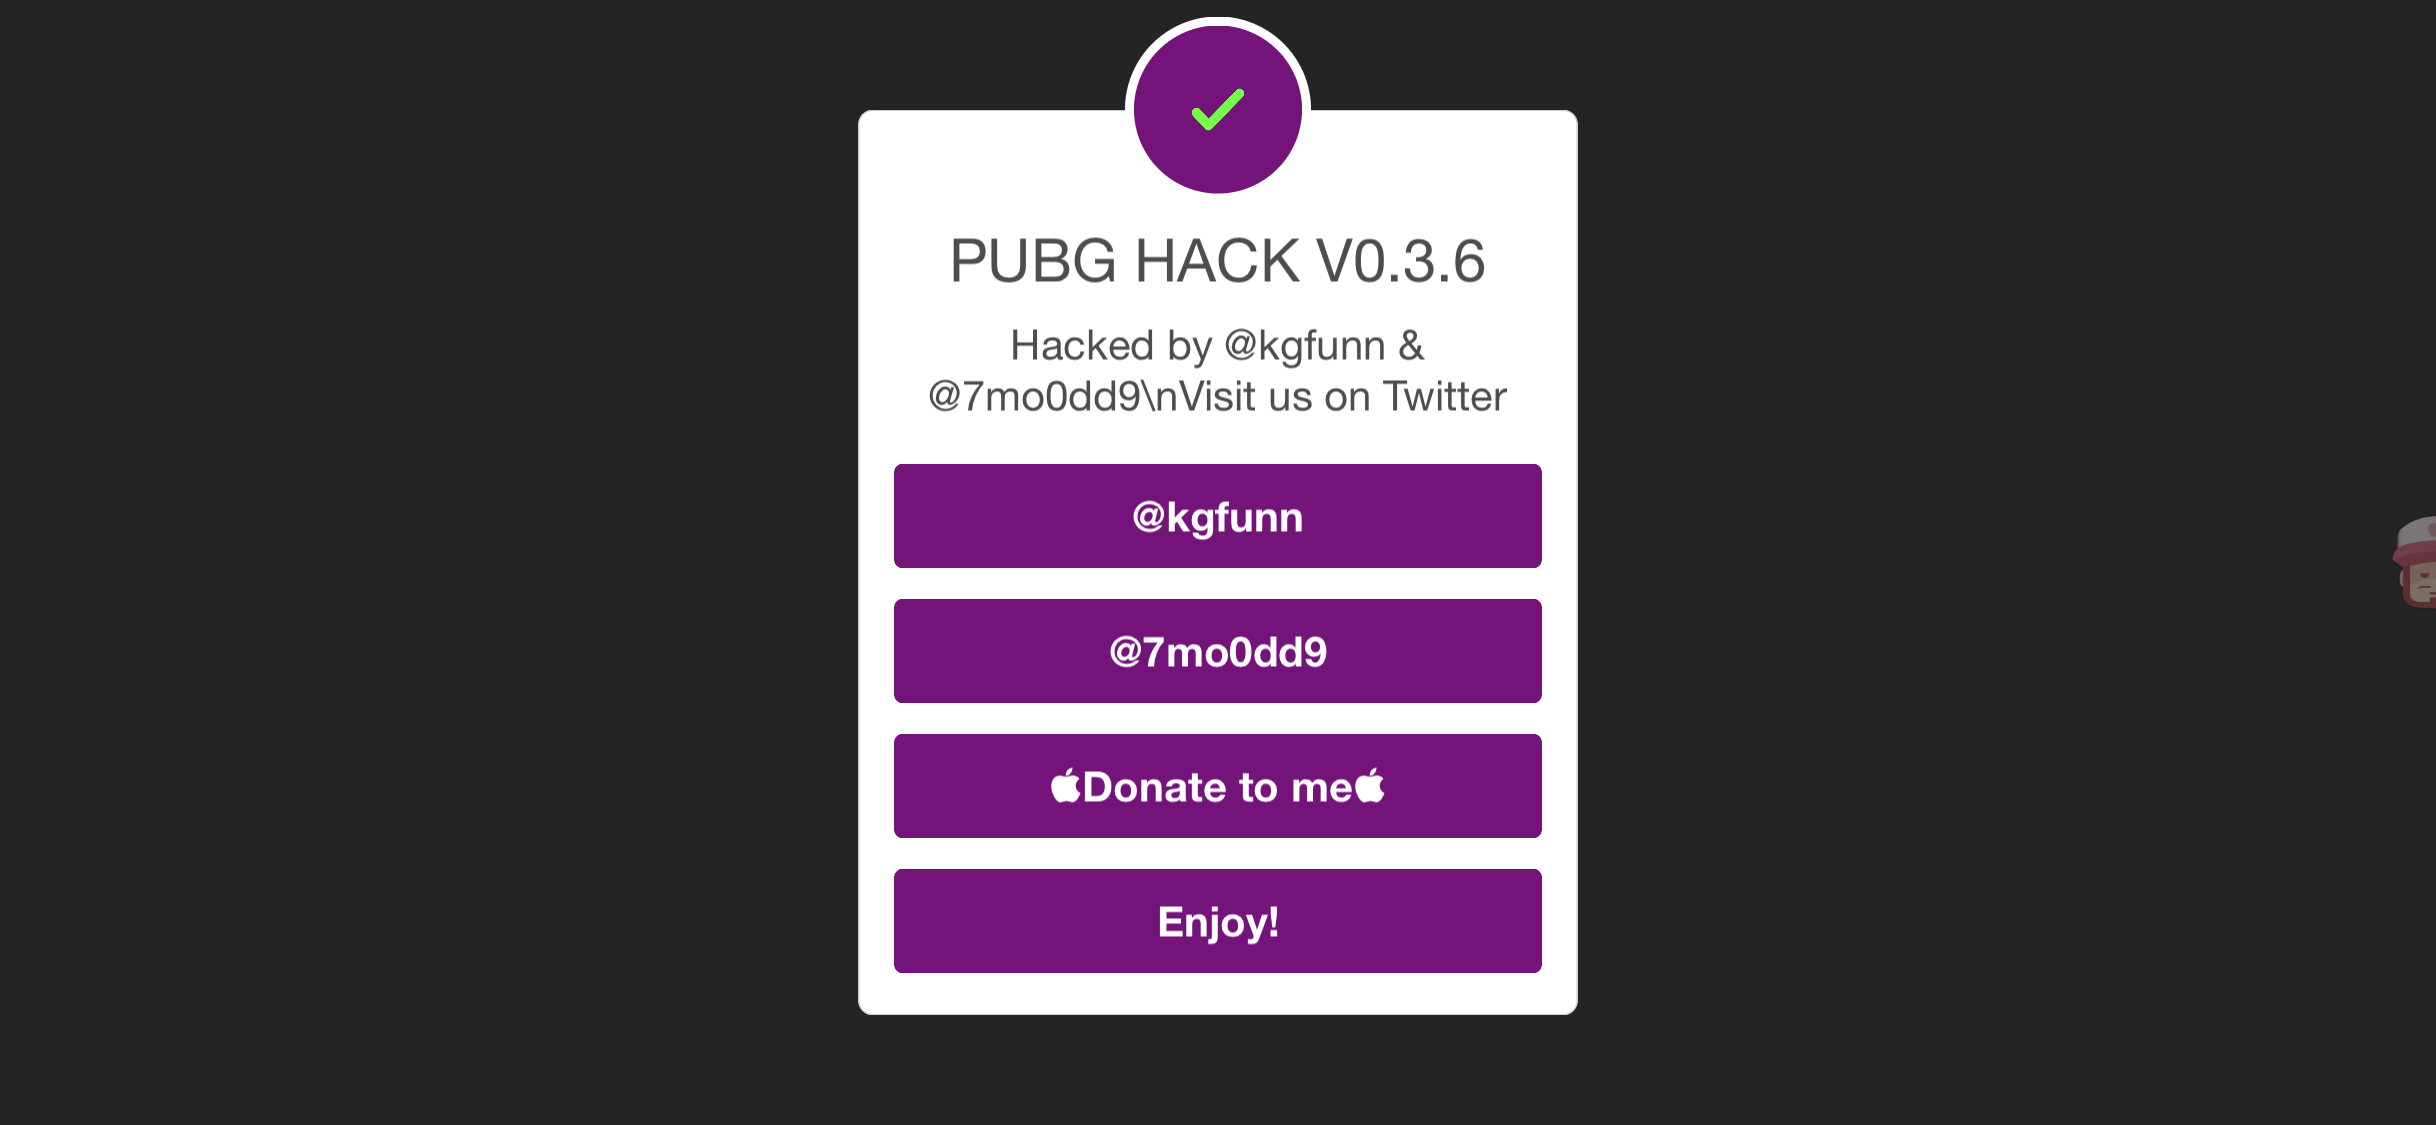 PUBG HACK V0.3.6
Hacked by @kgfunn &
@7mo0dd9\nVisit us on Twitter
@kgfunn
@7mo0dd9
Donate to me
Enjoy!